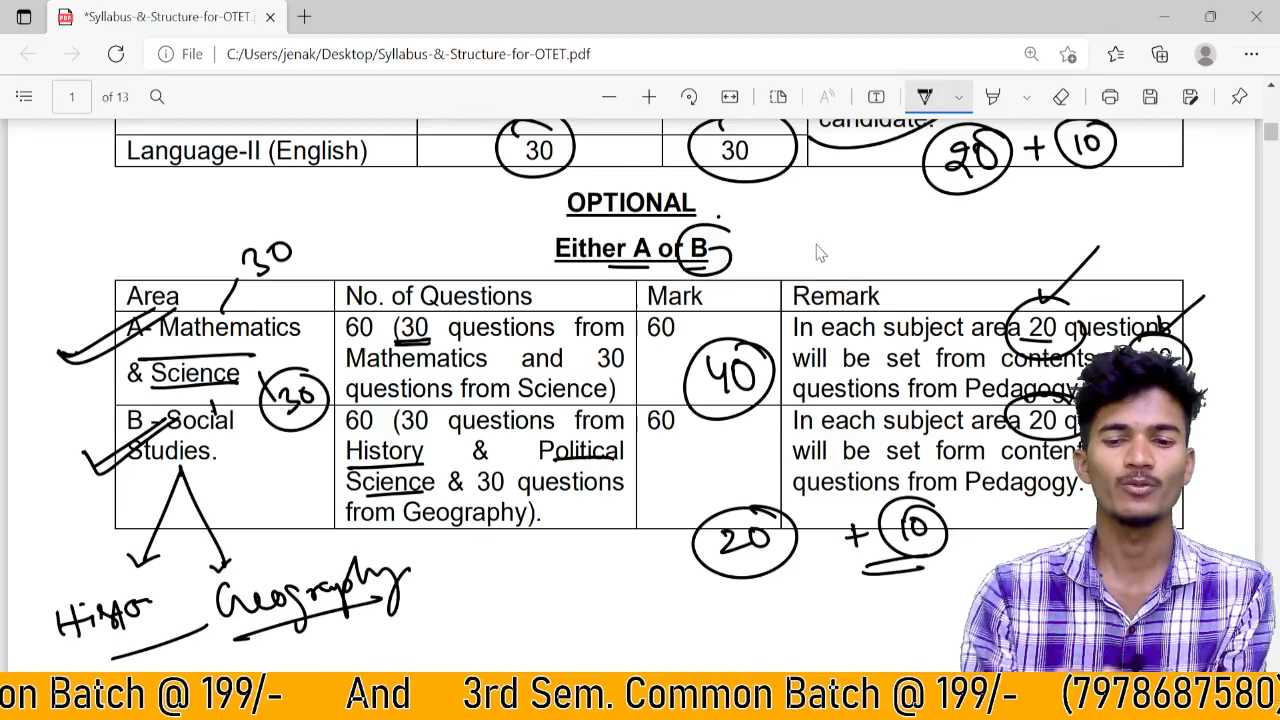 *Syllabus-&-Structure-for-OTET.p
File C:/Users/jenak/Desktop/Syllabus-&-Structure-for-OTET.pdf
1 of 13
candidate.
Language-II (English) 30 30
20 + 10
OPTIONAL
Either A or B
30
Area No. of Questions Mark Remark
A- Mathematics & Science
60 (30 questions from
Mathematics and 30
questions from Science)
60
In each subject area 20 questions
will be set from contents
questions from Pedagogy
30
40
B - Social
Studies.
60 (30 questions from
History & Political
Science & 30 questions
from Geography).
60
In each subject area 20
will be set form
questions from Pedagogy.
20 + 10
Geography
on Batch @ 199/- And 3rd Sem. Common Batch @ 199/- (7978687580)